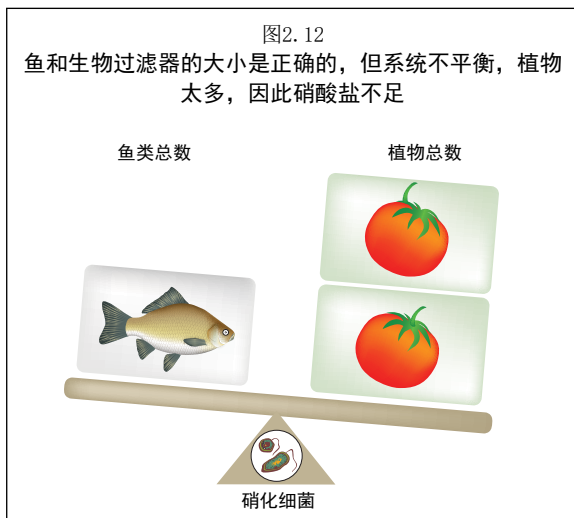 图2.12
鱼和生物过滤器的大小是正确的，但系统不平衡，植物
太多，因此硝酸盐不足
鱼类总数
植物总数
硝化细菌